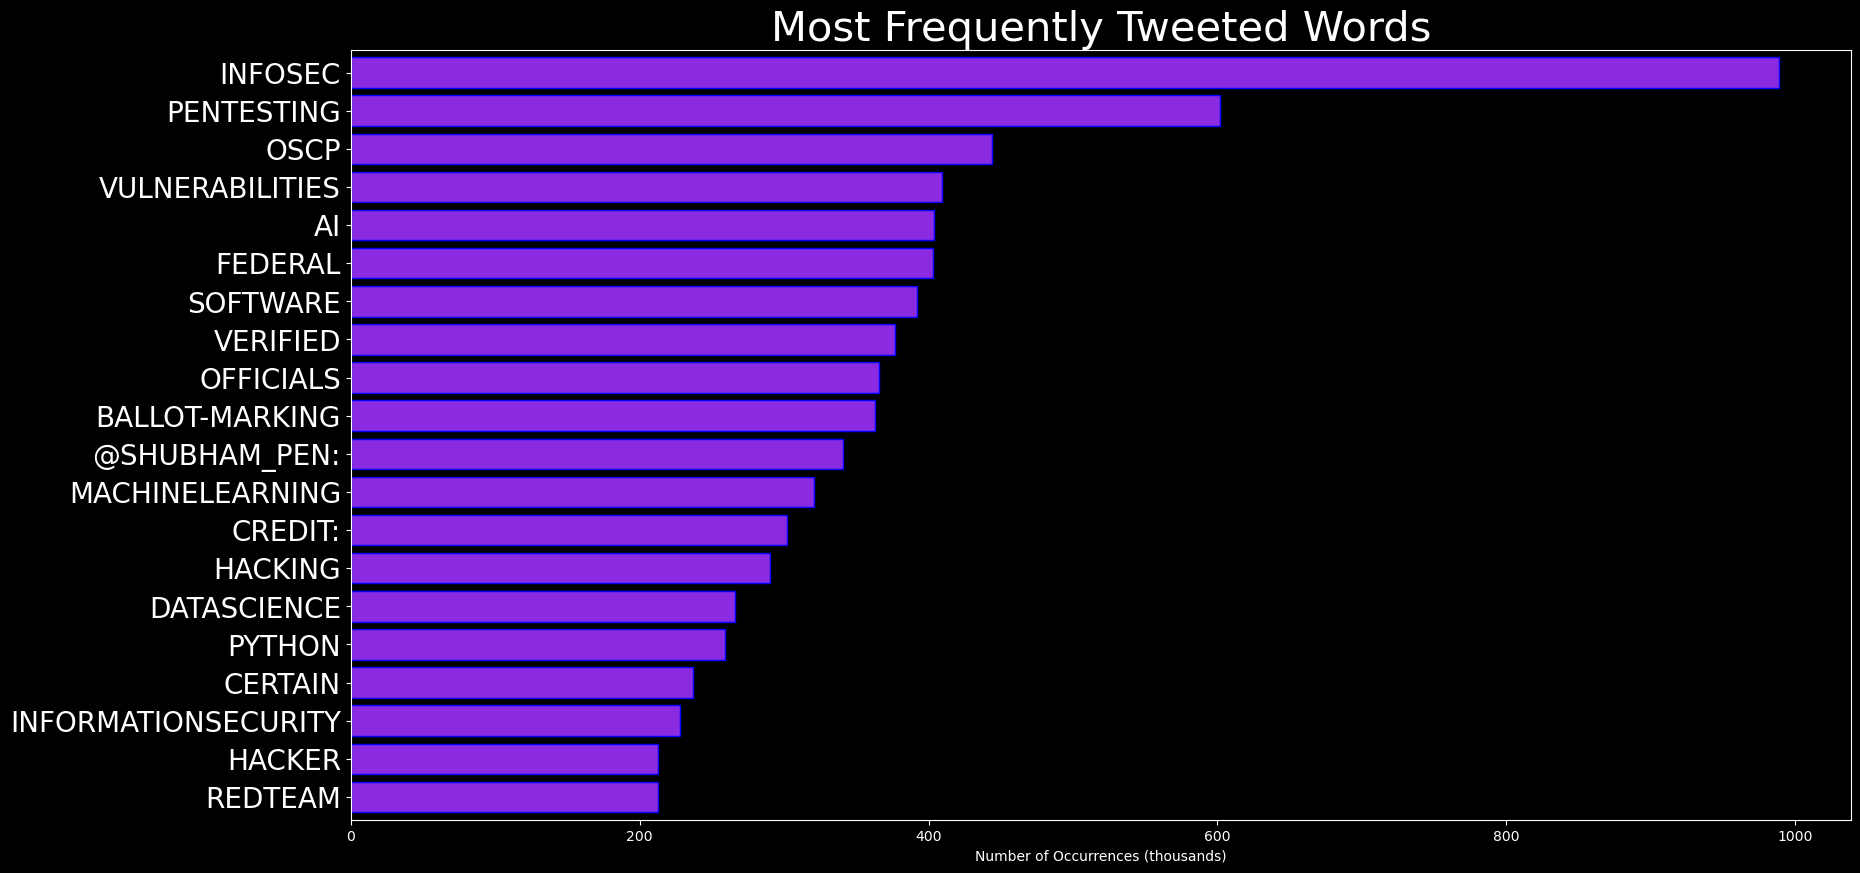 Most Frequently Tweeted Words
INFOSEC
PENTESTING
OSCP
VULNERABILITIES
AI
FEDERAL
SOFTWARE
VERIFIED
OFFICIALS
BALLOT-MARKING
@SHUBHAM_PEN:
MACHINELEARNING
CREDIT:
HACKING
DATASCIENCE
PYTHON
CERTAIN
INFORMATIONSECURITY
HACKER
REDTEAM
0 200 400 600 800 1000
Number of Occurrences (thousands)